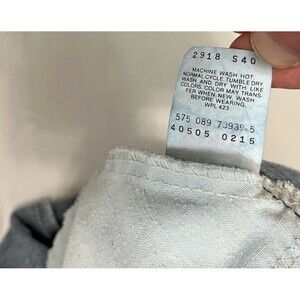 2918 S40
MACHINE WASH HOT.
NORMAL CYCLE. TUMBLE DRY
WASH AND DRY WITH LIKE
COLORS. COLOR MAY TRANS-
FER WHEN NEW. WASH
BEFORE WEARING.
WPL 423
575 089 73939-5
40505 0215